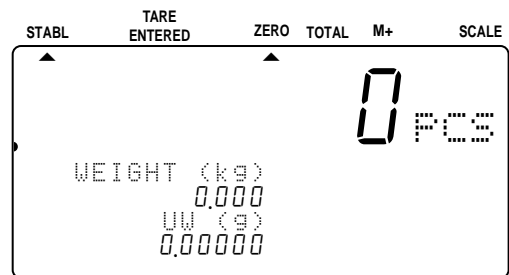 STABL TARE ENTERED ZERO TOTAL M+ SCALE
0 PCS
WEIGHT (kg)
0.000
UW (g)
0.00000